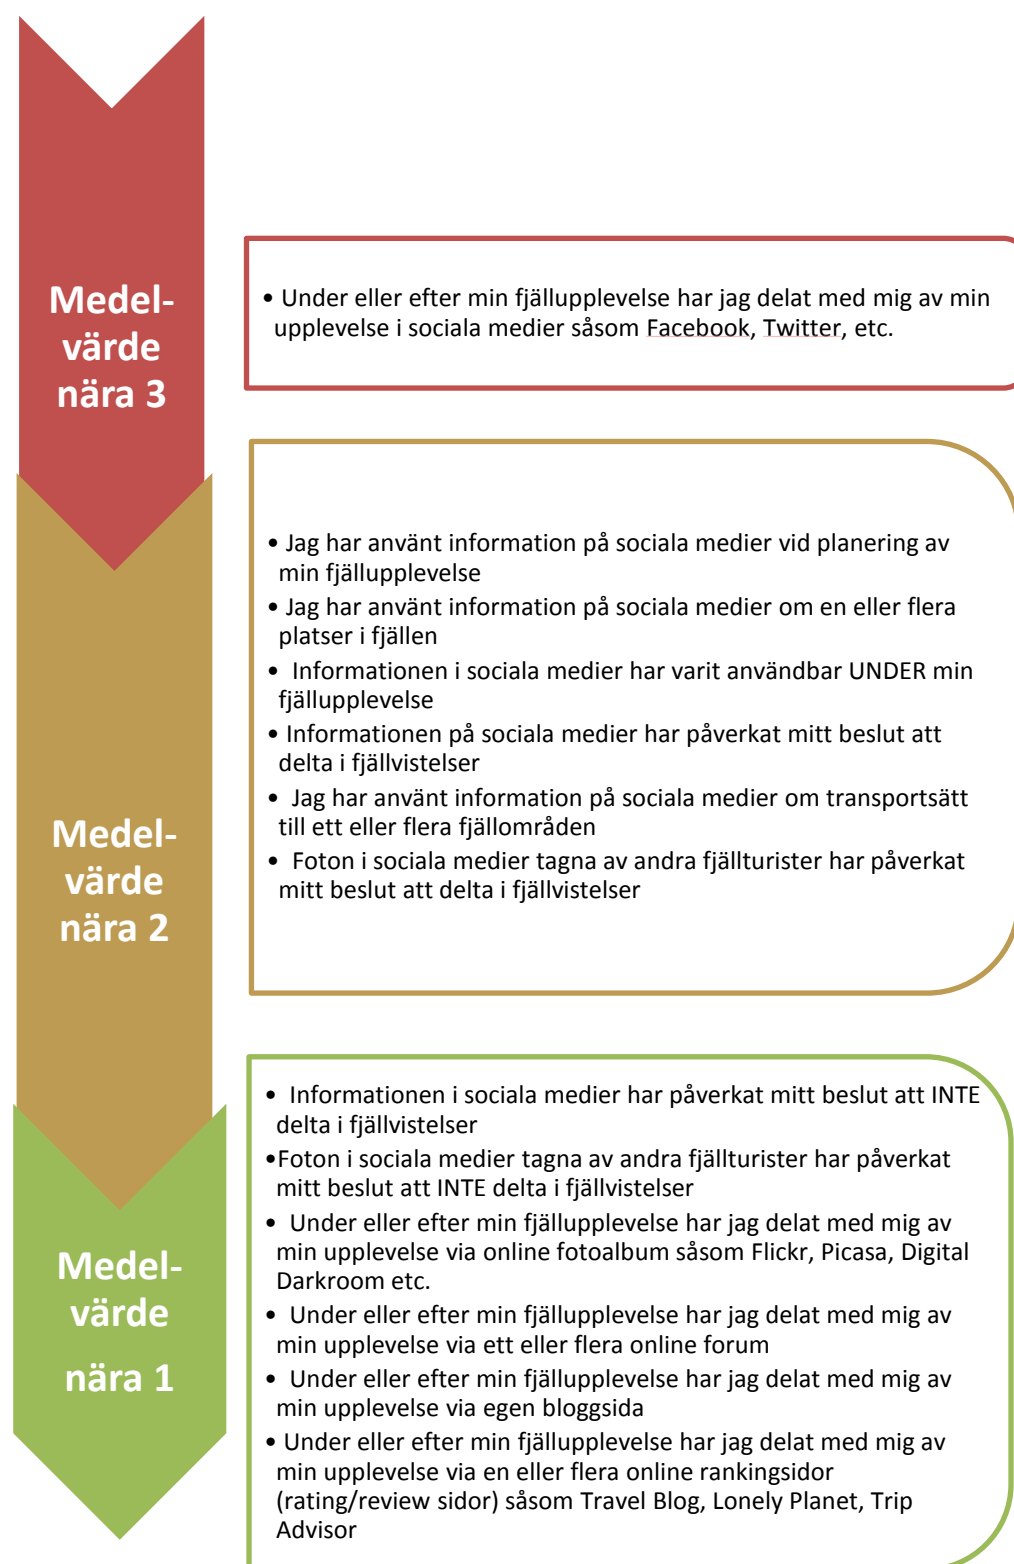 Medel-
värde
nära 3
• Under eller efter min fjällupplevelse har jag delat med mig av min
upplevelse i sociala medier såsom Facebook, Twitter, etc.
Medel-
värde
nära 2
• Jag har använt information på sociala medier vid planering av
min fjällupplevelse
• Jag har använt information på sociala medier om en eller flera
platser i fjällen
• Informationen i sociala medier har varit användbar UNDER min
fjällupplevelse
• Informationen på sociala medier har påverkat mitt beslut att
delta i fjällvistelser
• Jag har använt information på sociala medier om transportsätt
till ett eller flera fjällområden
• Foton i sociala medier tagna av andra fjällturister har påverkat
mitt beslut att delta i fjällvistelser
Medel-
värde
nära 1
• Informationen i sociala medier har påverkat mitt beslut att INTE
delta i fjällvistelser
•Foton i sociala medier tagna av andra fjällturister har påverkat
mitt beslut att INTE delta i fjällvistelser
• Under eller efter min fjällupplevelse har jag delat med mig av
min upplevelse via online fotoalbum såsom Flickr, Picasa, Digital
Darkroom etc.
• Under eller efter min fjällupplevelse har jag delat med mig av
min upplevelse via ett eller flera online forum
• Under eller efter min fjällupplevelse har jag delat med mig av
min upplevelse via egen bloggsida
• Under eller efter min fjällupplevelse har jag delat med mig av
min upplevelse via en eller flera online rankingsidor
(rating/review sidor) såsom Travel Blog, Lonely Planet, Trip
Advisor